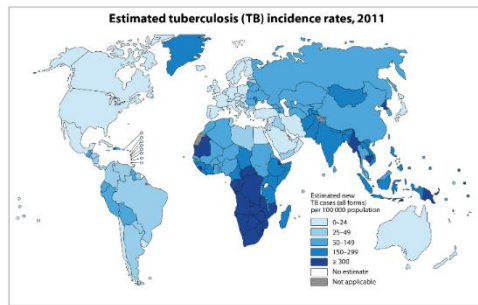 Estimated tuberculosis (TB) incidence rates, 2011
Estimated new
TB cases (all forms)
per 100 000 population
0–24
25–49
50–149
150–299
≥ 300
No estimate
Not applicable